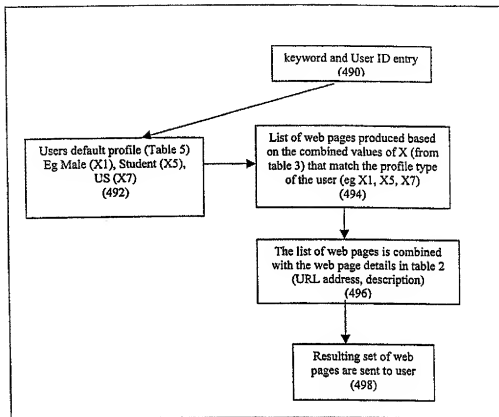 keyword and User ID entry
(490)
Users default profile (Table 5)
Eg Male (X1), Student (X5),
US (X7)
(492)
List of web pages produced based
on the combined values of X (from
table 3) that match the profile type
of the user (eg X1, X5, X7)
(494)
The list of web pages is combined
with the web page details in table 2
(URL address, description)
(496)
Resulting set of web
pages are sent to user
(498)